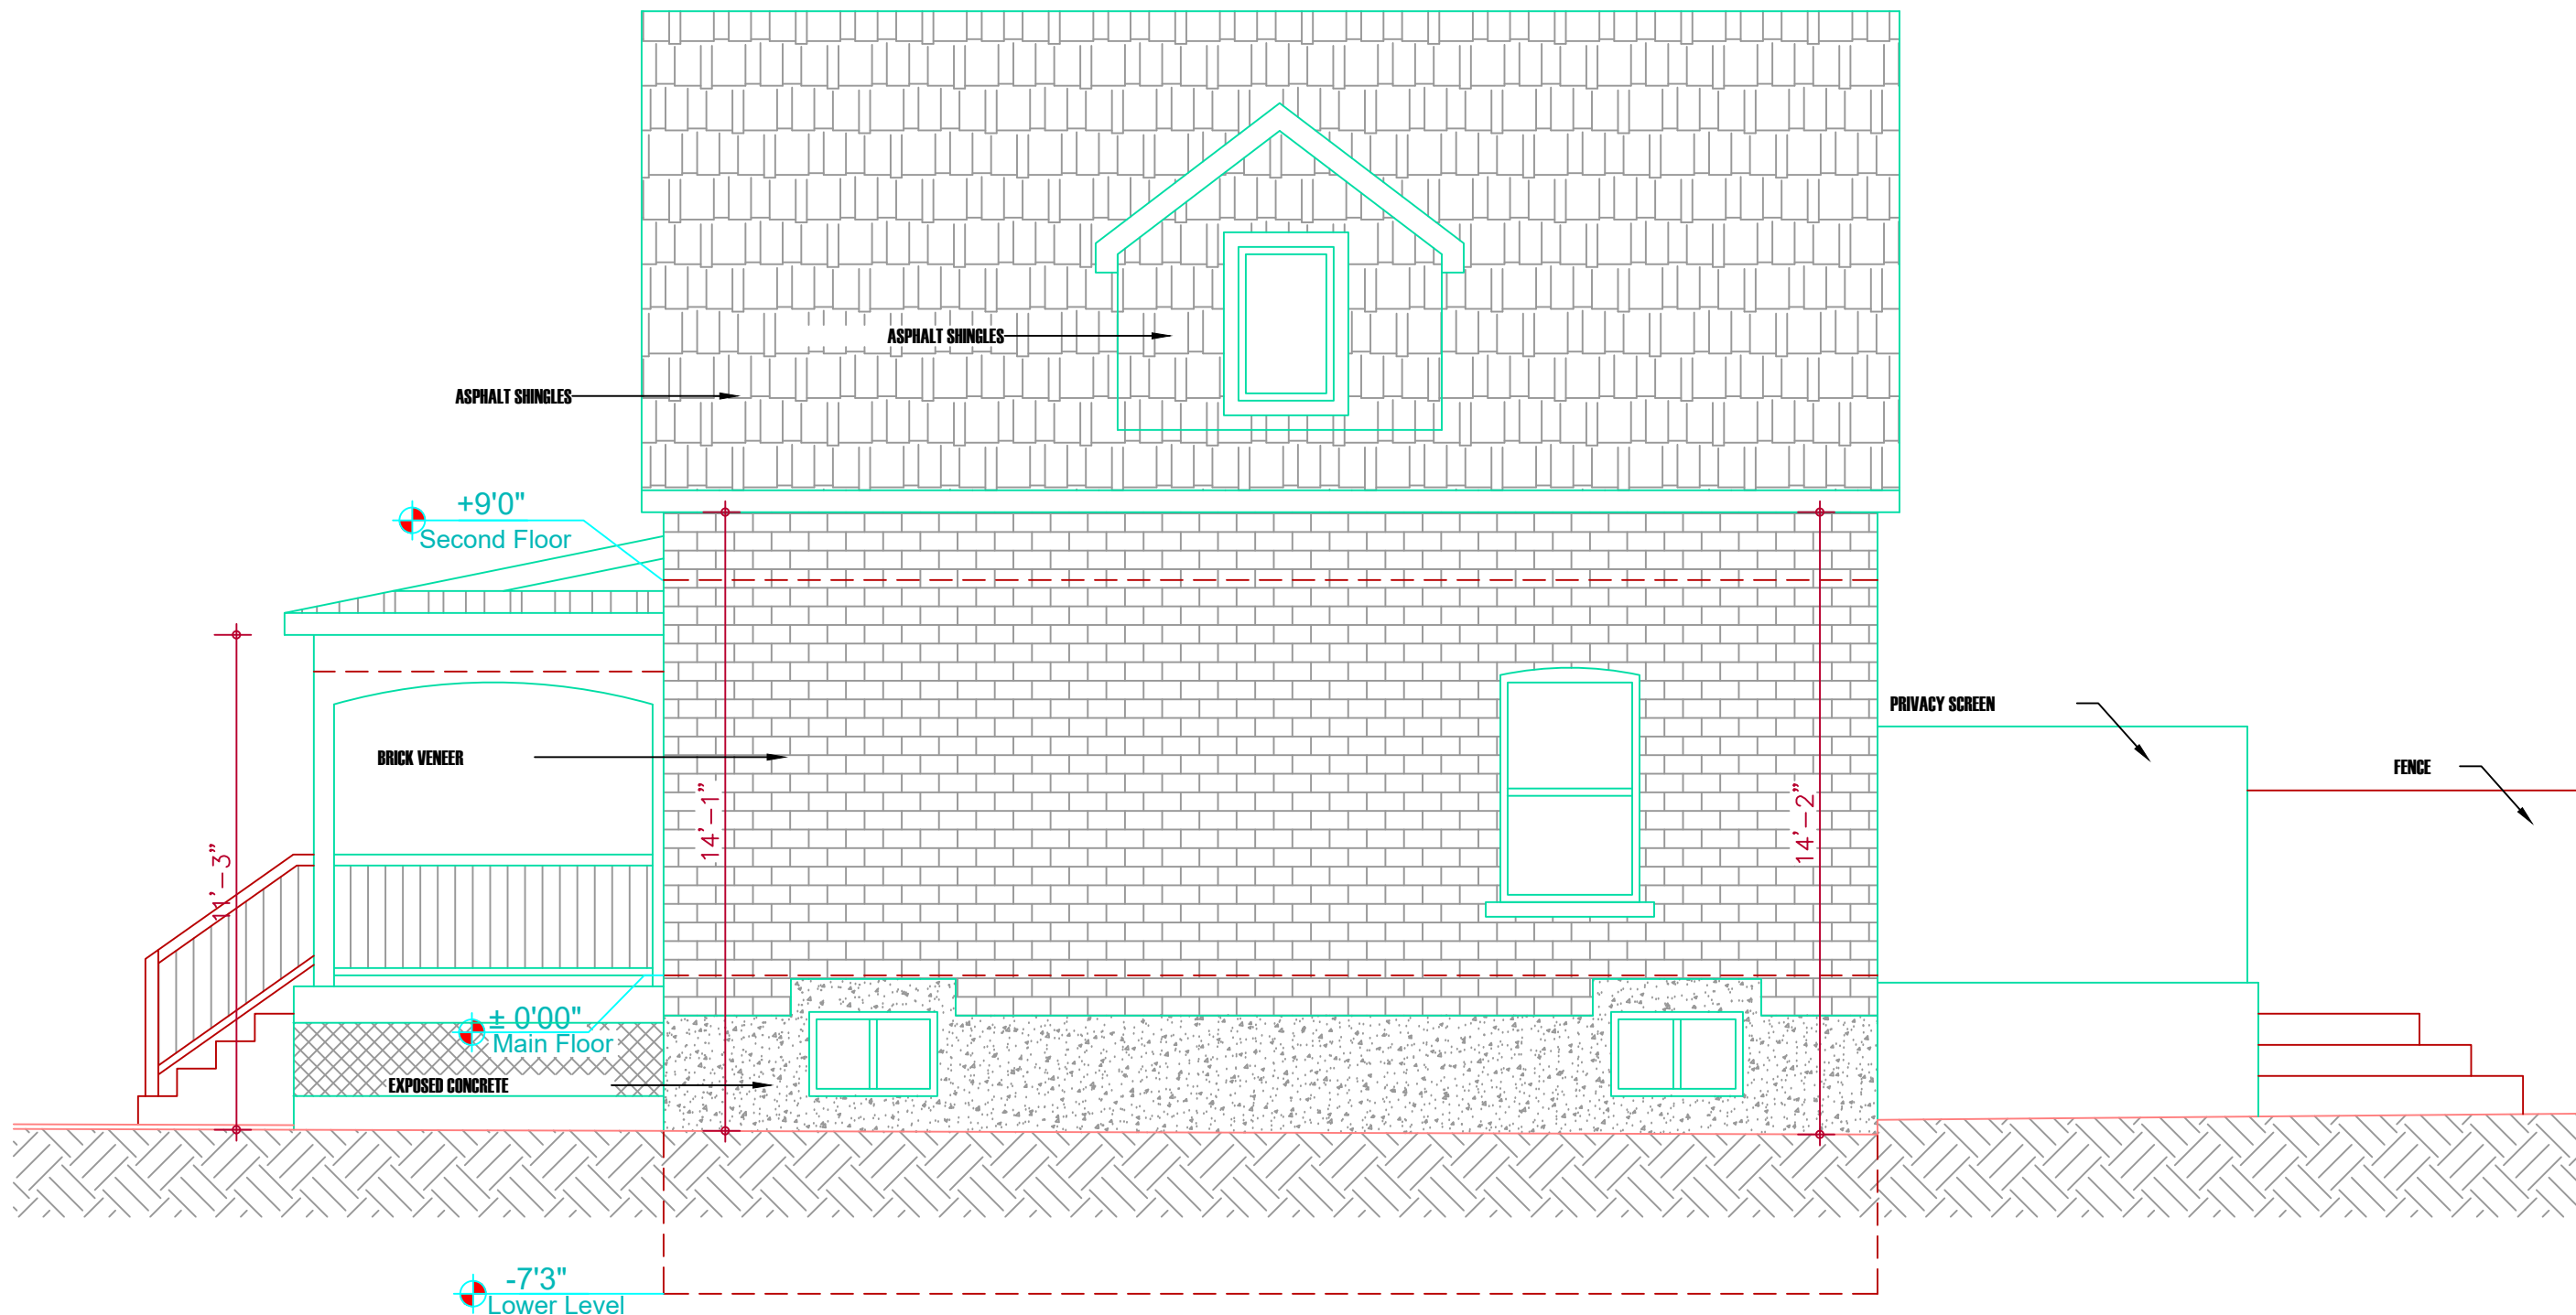 ASPHALT SHINGLES
ASPHALT SHINGLES
+9'0"
Second Floor
PRIVACY SCREEN
BRICK VENEER
FENCE
14'-1"
14'-2"
11'-3"
± 0'00"
Main Floor
EXPOSED CONCRETE
-7'3"
Lower Level